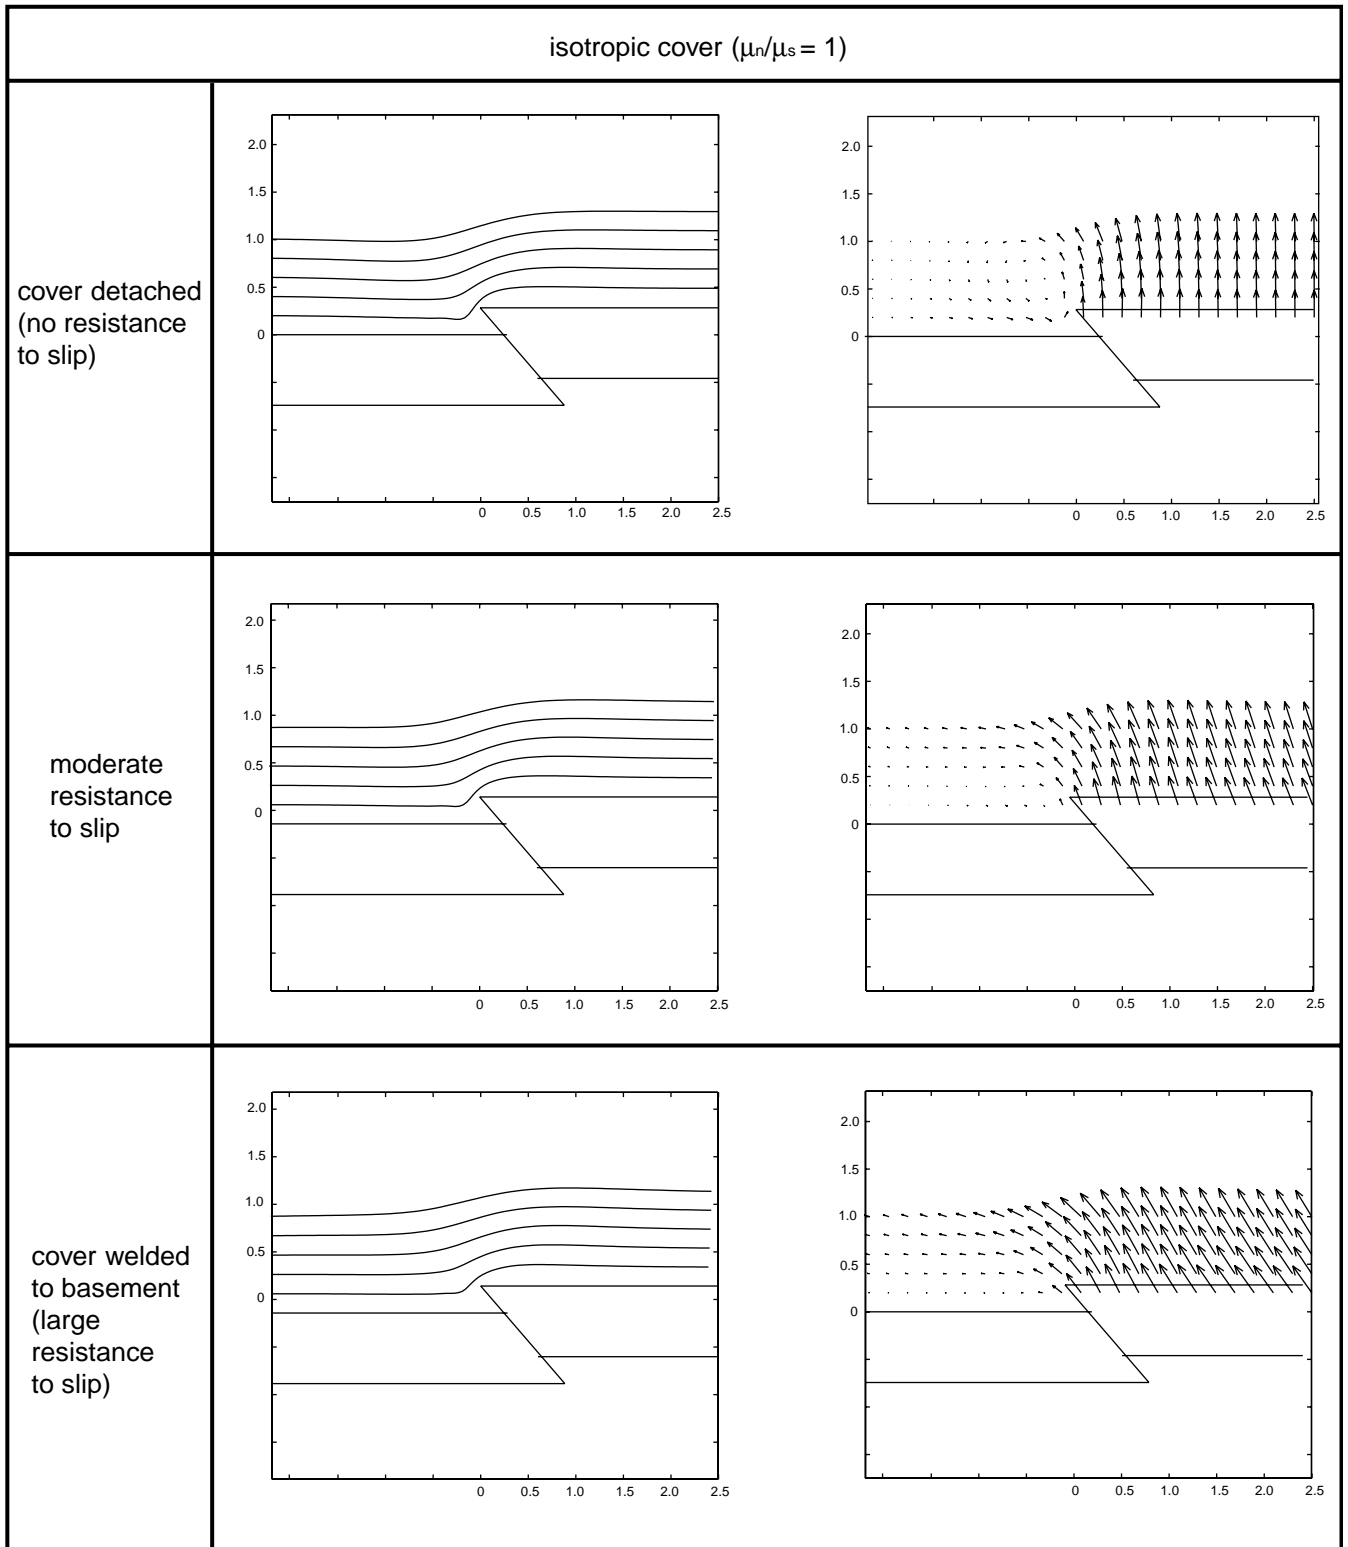 isotropic cover (μn/μs = 1)
cover detached
(no resistance
to slip)
2.0
1.5
1.0
0.5
0
0 0.5 1.0 1.5 2.0 2.5
2.0
1.5
1.0
0.5
0
0 0.5 1.0 1.5 2.0 2.5
moderate
resistance
to slip
2.0
1.5
1.0
0.5
0
0 0.5 1.0 1.5 2.0 2.5
2.0
1.5
1.0
0.5
0
0 0.5 1.0 1.5 2.0 2.5
cover welded
to basement
(large
resistance
to slip)
2.0
1.5
1.0
0.5
0
0 0.5 1.0 1.5 2.0 2.5
2.0
1.5
1.0
0.5
0
0 0.5 1.0 1.5 2.0 2.5